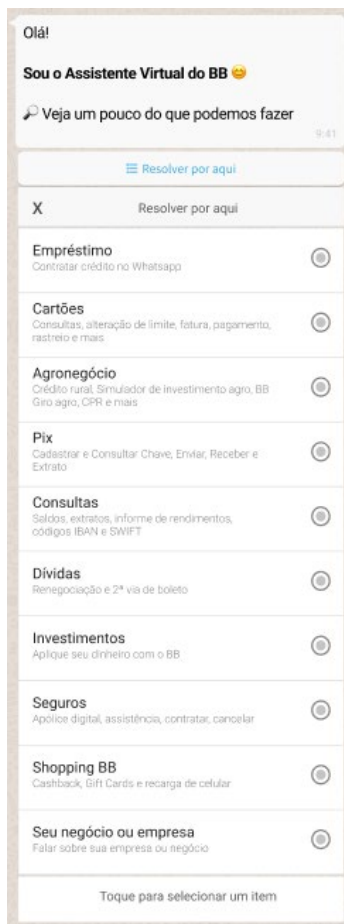 Olá!
Sou o Assistente Virtual do BB
Veja um pouco do que podemos fazer
9:41
Resolver por aqui
X Resolver por aqui
Empréstimo
Contratar crédito no Whatsapp
Cartões
Consultas, alteração de limite, fatura, pagamento,
rastreio e mais
Agronegócio
Crédito rural, Simulador de investimento agro, BB
Giro agro, CPR e mais
Pix
Cadastrar e Consultar Chave, Enviar, Receber e
Extrato
Consultas
Saldos, extratos, informe de rendimentos,
códigos IBAN e SWIFT
Dívidas
Renegociação e 2ª via de boleto
Investimentos
Aplique seu dinheiro com o BB
Seguros
Apólice digital, assistência, contratar, cancelar
Shopping BB
Cashback, Gift Cards e recarga de celular
Seu negócio ou empresa
Falar sobre sua empresa ou negócio
Toque para selecionar um item